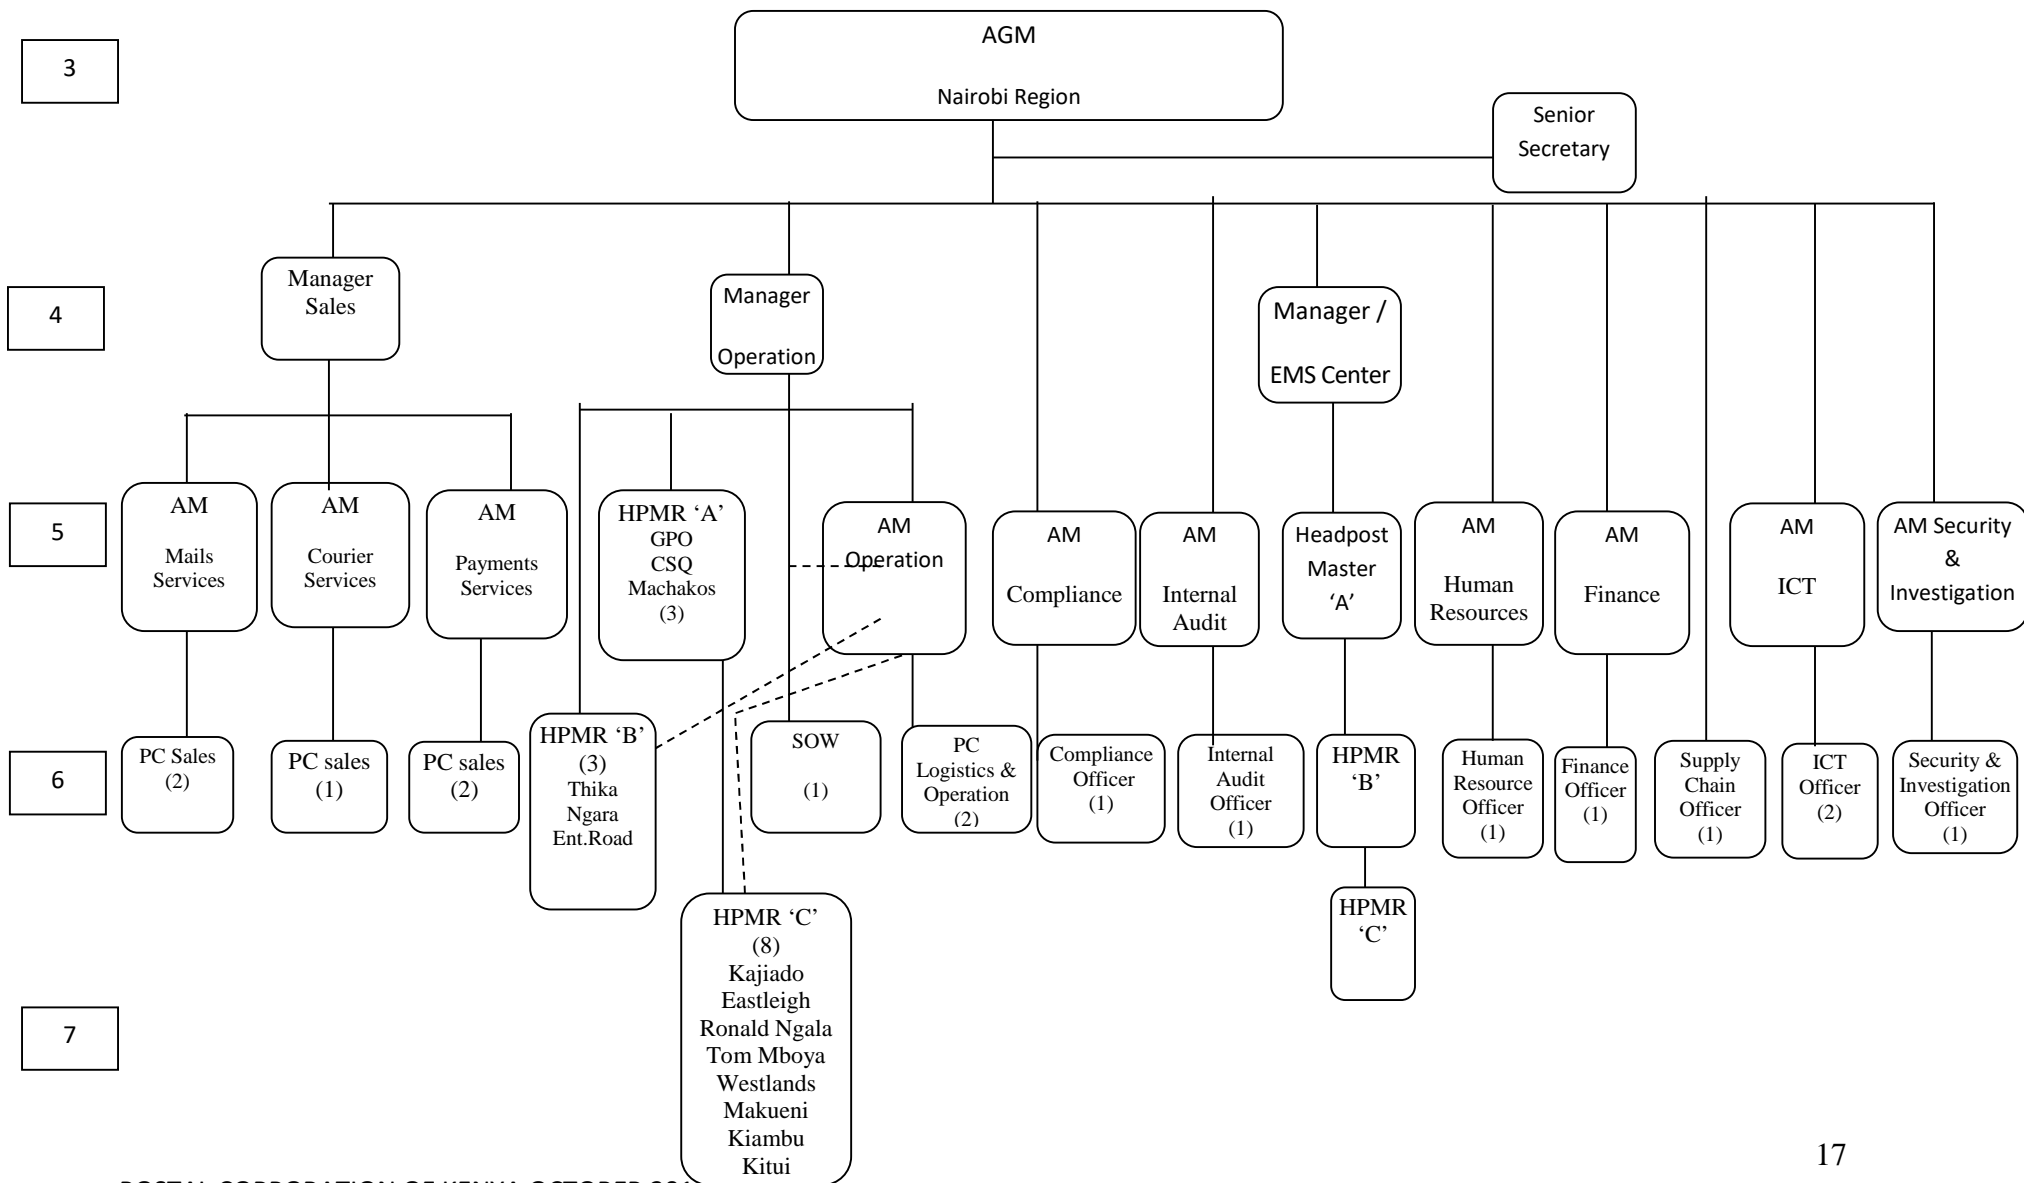 3
AGM
Nairobi Region
Senior
Secretary
4
Manager
Sales
Manager
Operation
Manager /
EMS Center
5
AM
Mails
Services
AM
Courier
Services
AM
Payments
Services
HPMR ‘A’
GPO
CSQ
Machakos
(3)
AM
Operation
AM
Compliance
AM
Internal
Audit
Headpost
Master
‘A’
AM
Human
Resources
AM
Finance
AM
ICT
AM Security
&
Investigation
6
PC Sales
(2)
PC sales
(1)
PC sales
(2)
HPMR ‘B’
(3)
Thika
Ngara
Ent.Road
SOW
(1)
PC
Logistics &
Operation
(2)
Compliance
Officer
(1)
Internal
Audit
Officer
(1)
HPMR
‘B’
Human
Resource
Officer
(1)
Finance
Officer
(1)
Supply
Chain
Officer
(1)
ICT
Officer
(2)
Security &
Investigation
Officer
(1)
7
HPMR ‘C’
(8)
Kajiado
Eastleigh
Ronald Ngala
Tom Mboya
Westlands
Makueni
Kiambu
Kitui
HPMR
‘C’
17
POSTAL CORPORATION OF KENYA OCTOBER